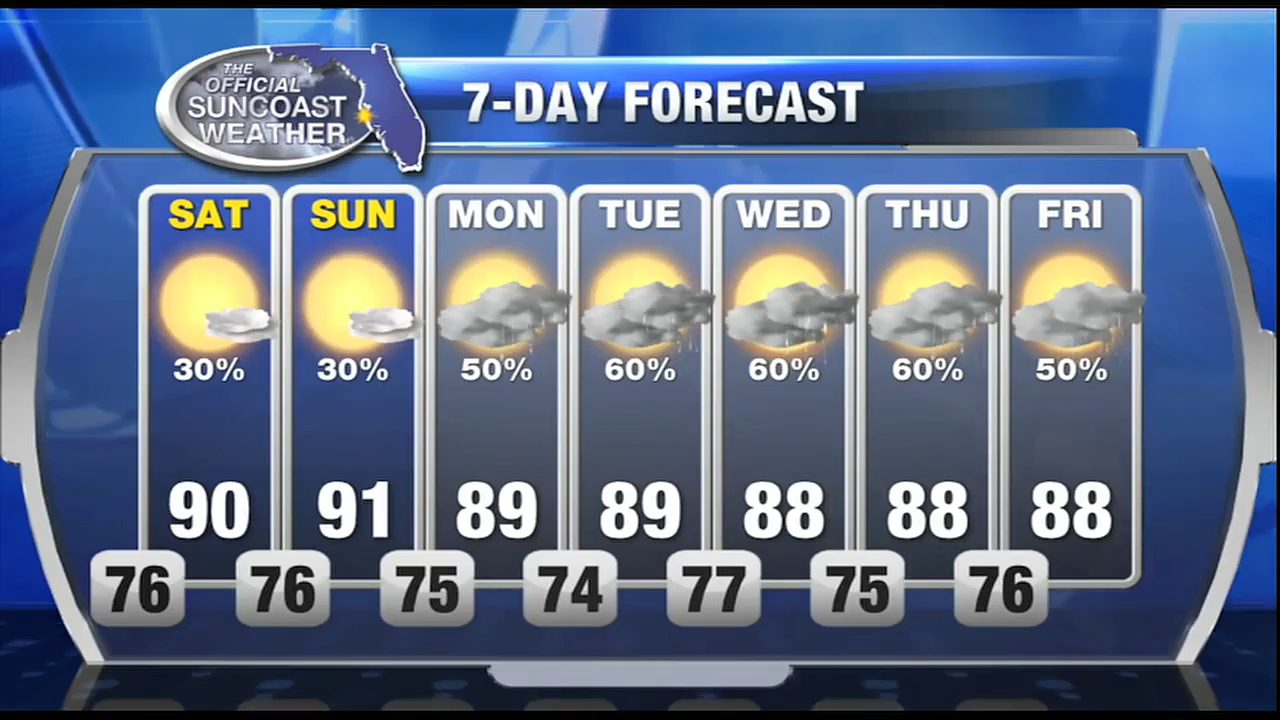 THE
OFFICIAL
SUNCOAST
WEATHER
7-DAY FORECAST
SAT SUN MON TUE WED THU FRI
30% 30% 50% 60% 60% 60% 50%
90 91 89 89 88 88 88
76 76 75 74 77 75 76